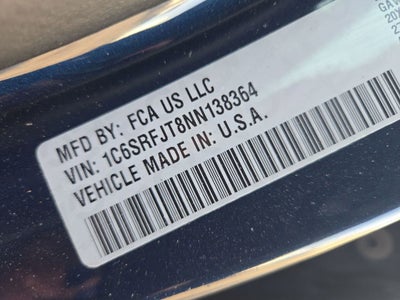 MFD BY: FCA US LLC
VIN: 1C6SRFJT8NN138364
VEHICLE MADE IN: U.S.A.